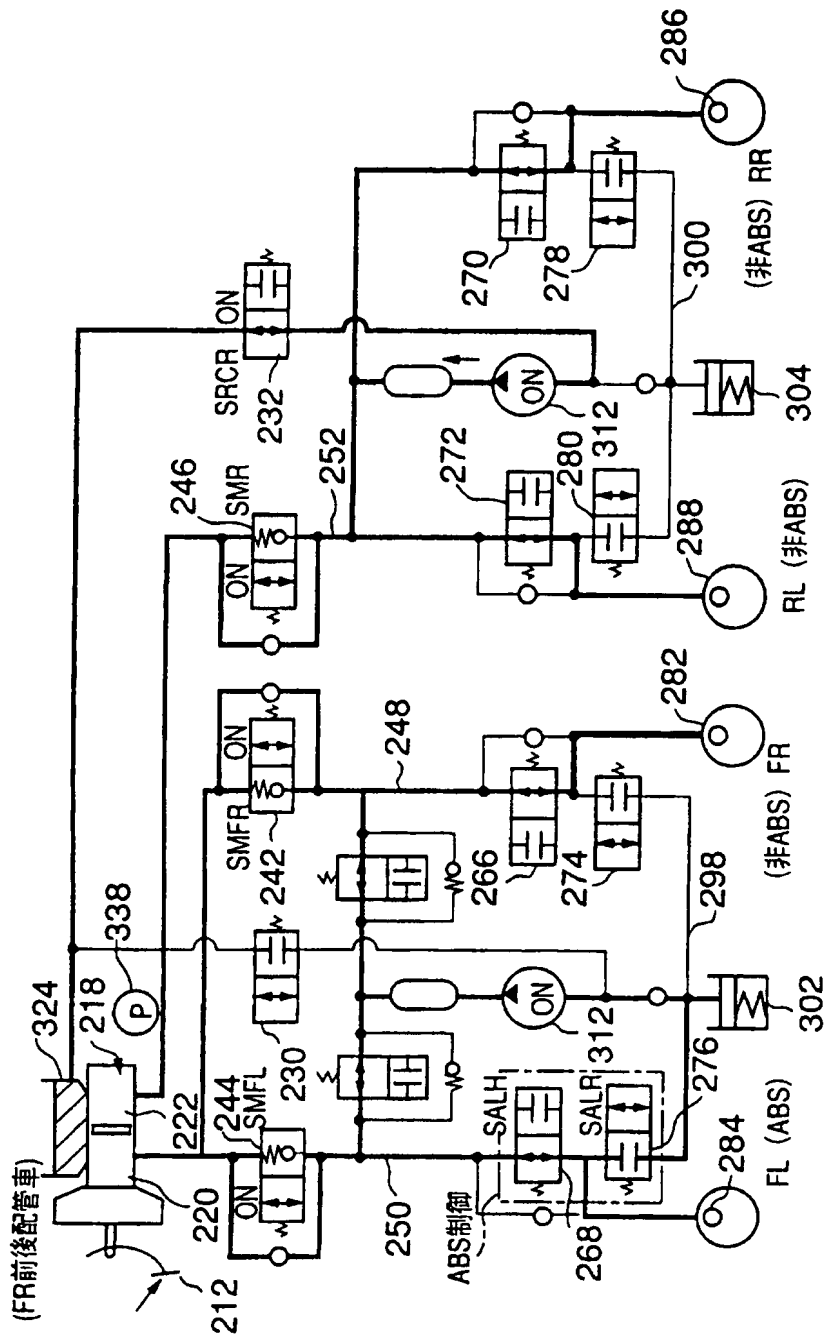 (FR前後配管車)
324
218
338
P
212
220
222
244
SMFL
ON
230
SMFR
242
ON
246
SMR
ON
SRCR
232
ON
250
248
252
ON
312
ON
312
ABS制御
SALH
SALR
268
276
266
274
272
280
270
278
298
300
302
304
284
282
288
286
FL (ABS)
(非ABS) FR
RL (非ABS)
(非ABS) RR